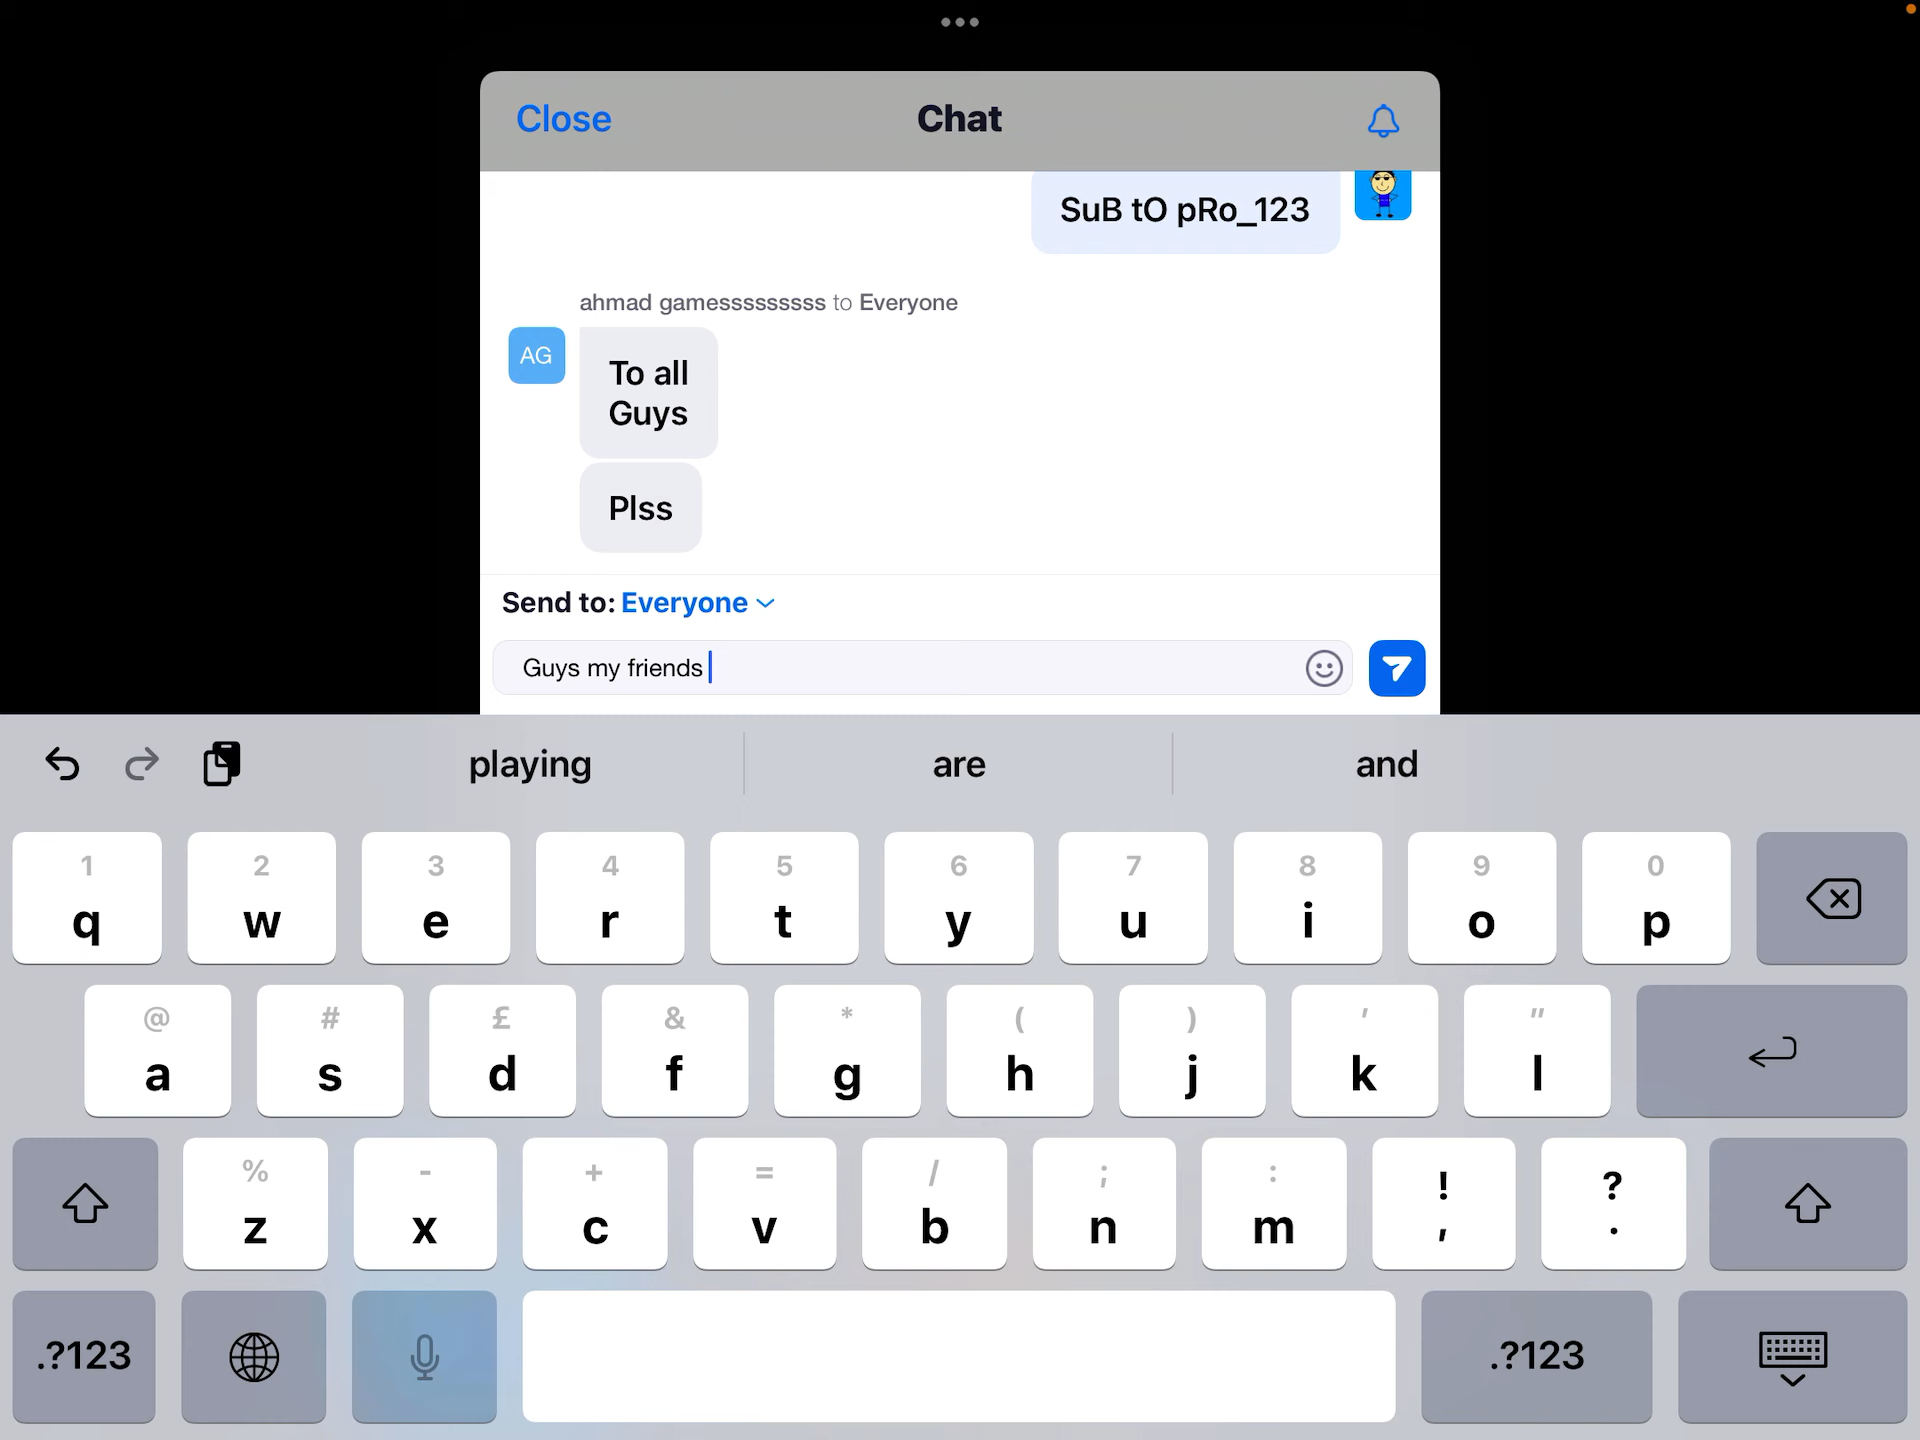 Close
Chat
SuB tO pRo_123
ahmad gamesssssssss to Everyone
AG
To all
Guys
Plss
Send to: Everyone
Guys my friends
playing
are
and
1 2 3 4 5 6 7 8 9 0
q w e r t y u i o p
@ # £ & * ( ) ' "
a s d f g h j k l
% - + = / ; : ! ?
z x c v b n m , .
.?123
.?123